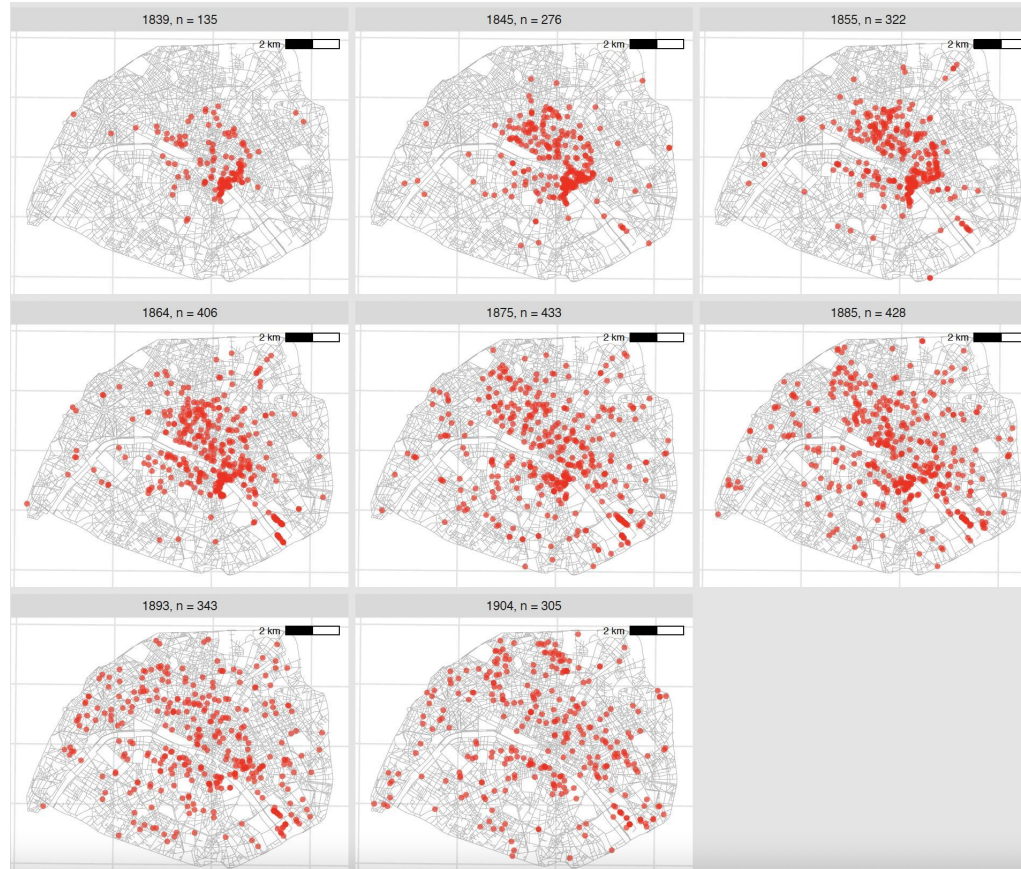 1839, n = 135
2 km
1845, n = 276
2 km
1855, n = 322
2 km
1864, n = 406
2 km
1875, n = 433
2 km
1885, n = 428
2 km
1893, n = 343
2 km
1904, n = 305
2 km